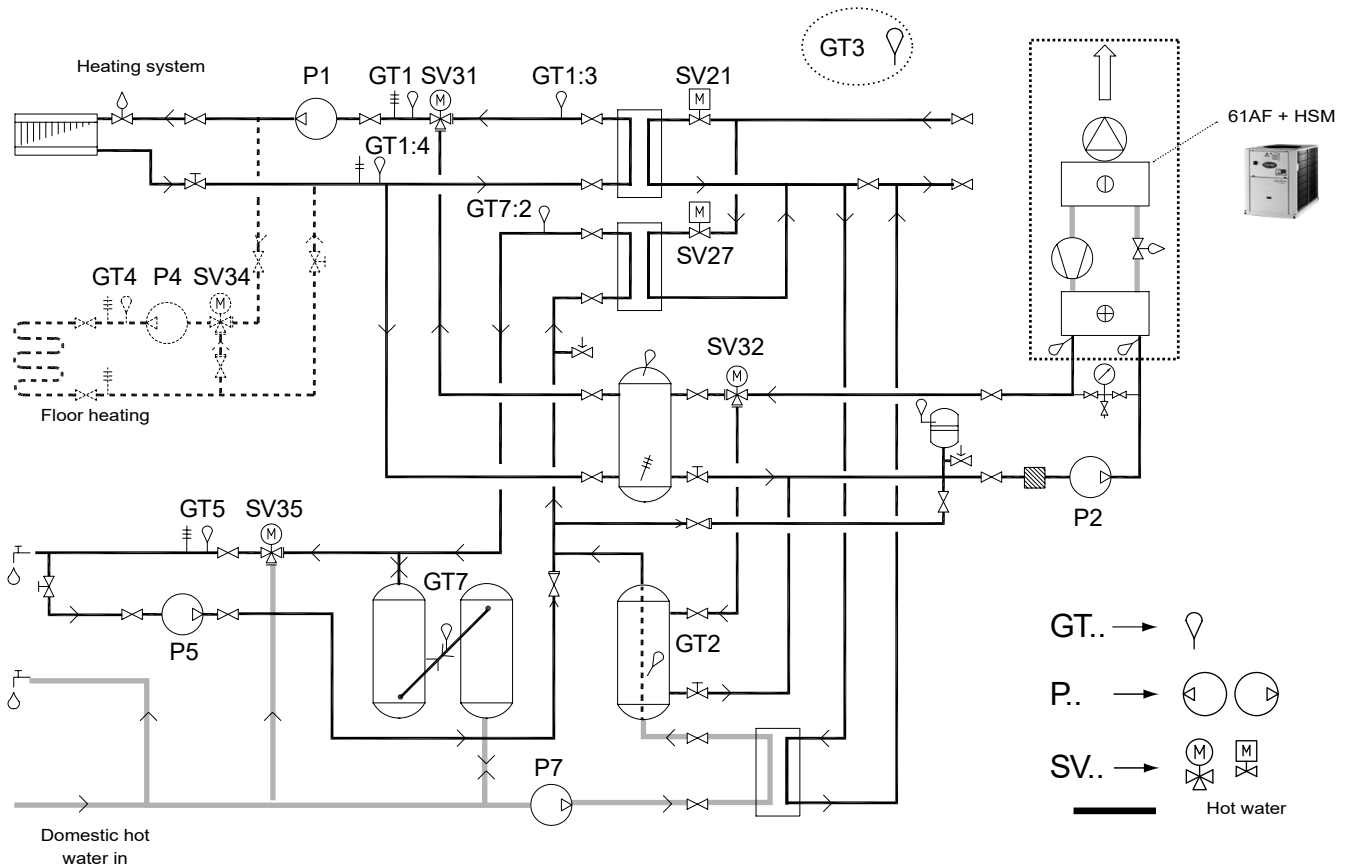 GT3
Heating system
P1
GT1
SV31
GT1:3
SV21
M
M
61AF + HSM
GT1:4
GT7:2
M
SV27
GT4
P4
SV34
M
SV32
M
Floor heating
GT5
SV35
M
P2
GT7
P5
GT2
GT..
P..
P7
SV..
M
M
Hot water
Domestic hot
water in